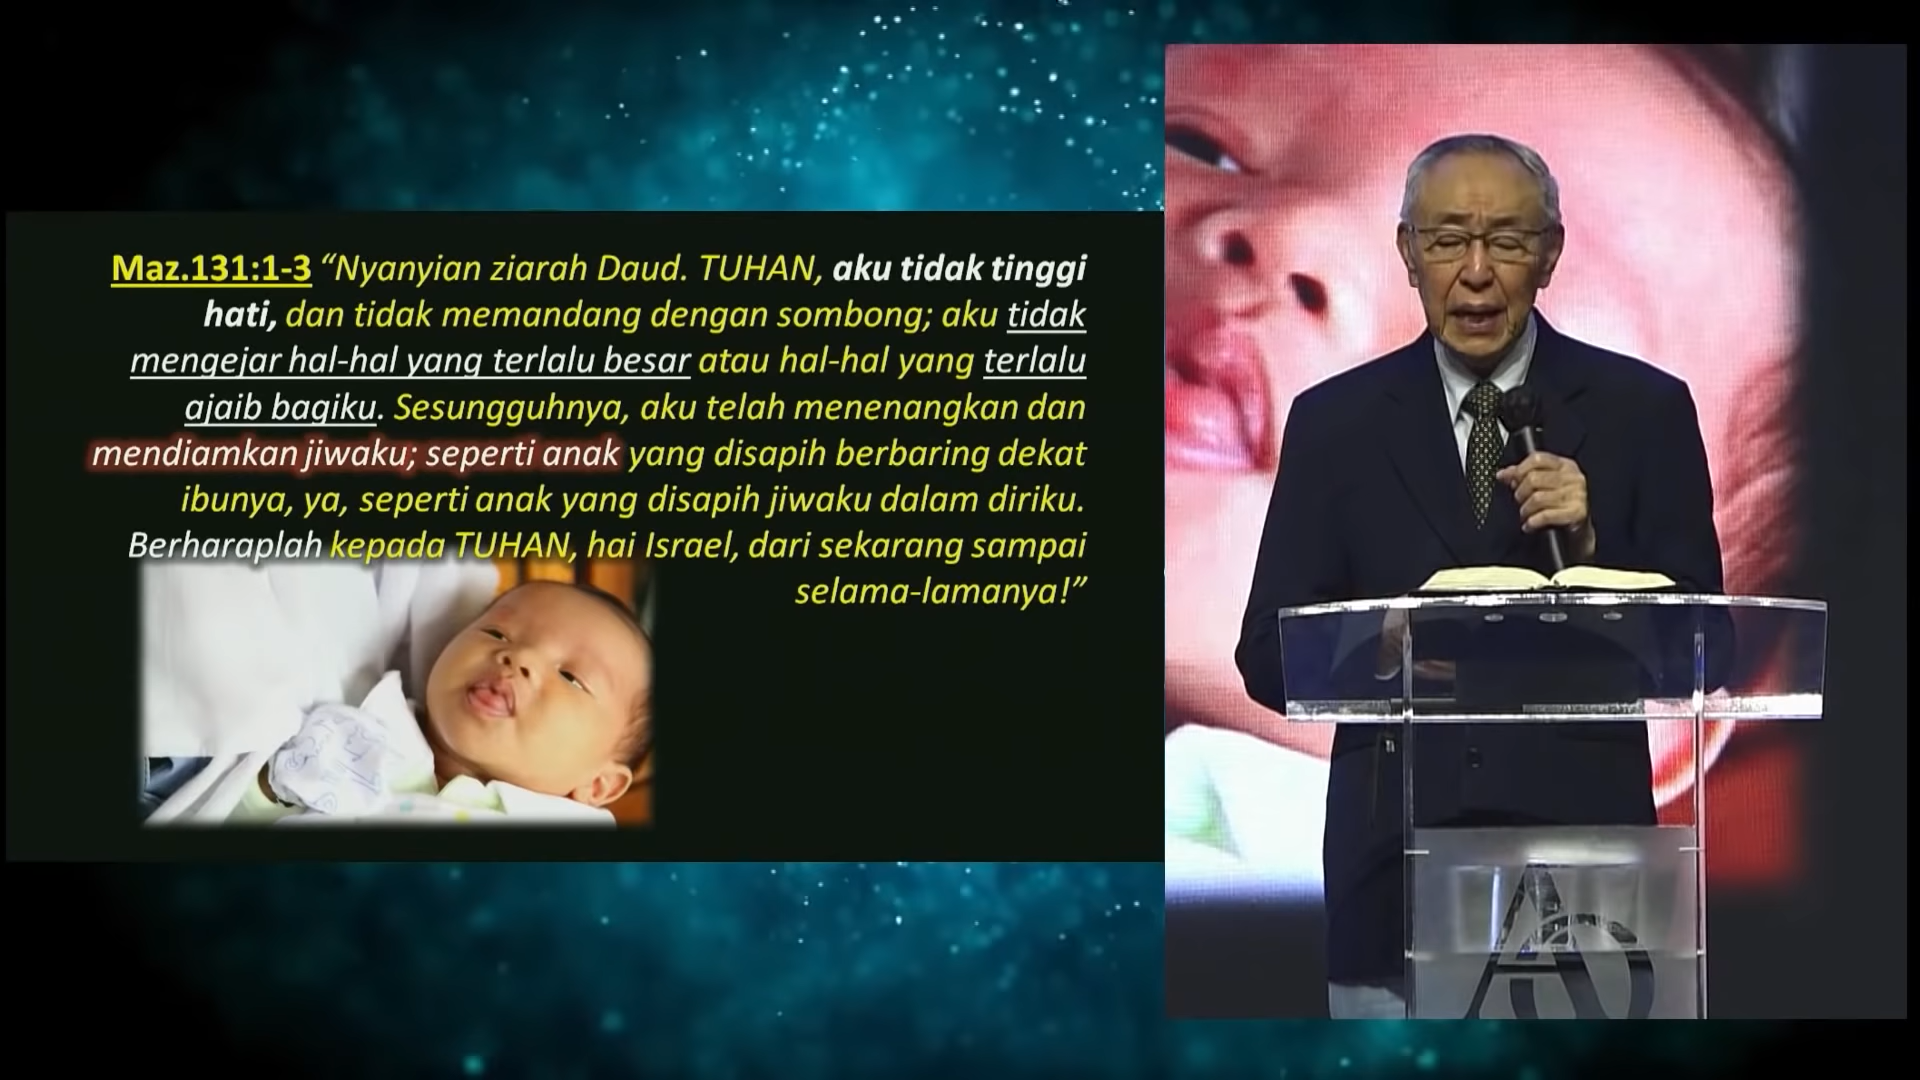 Maz.131:1-3 “Nyanyian ziarah Daud. TUHAN, aku tidak tinggi
hati, dan tidak memandang dengan sombong; aku tidak
mengejar hal-hal yang terlalu besar atau hal-hal yang terlalu
ajaib bagiku. Sesungguhnya, aku telah menenangkan dan
mendiamkan jiwaku; seperti anak yang disapih berbaring dekat
ibunya, ya, seperti anak yang disapih jiwaku dalam diriku.
Berharaplah kepada TUHAN, hai Israel, dari sekarang sampai
selama-lamanya!”
AO